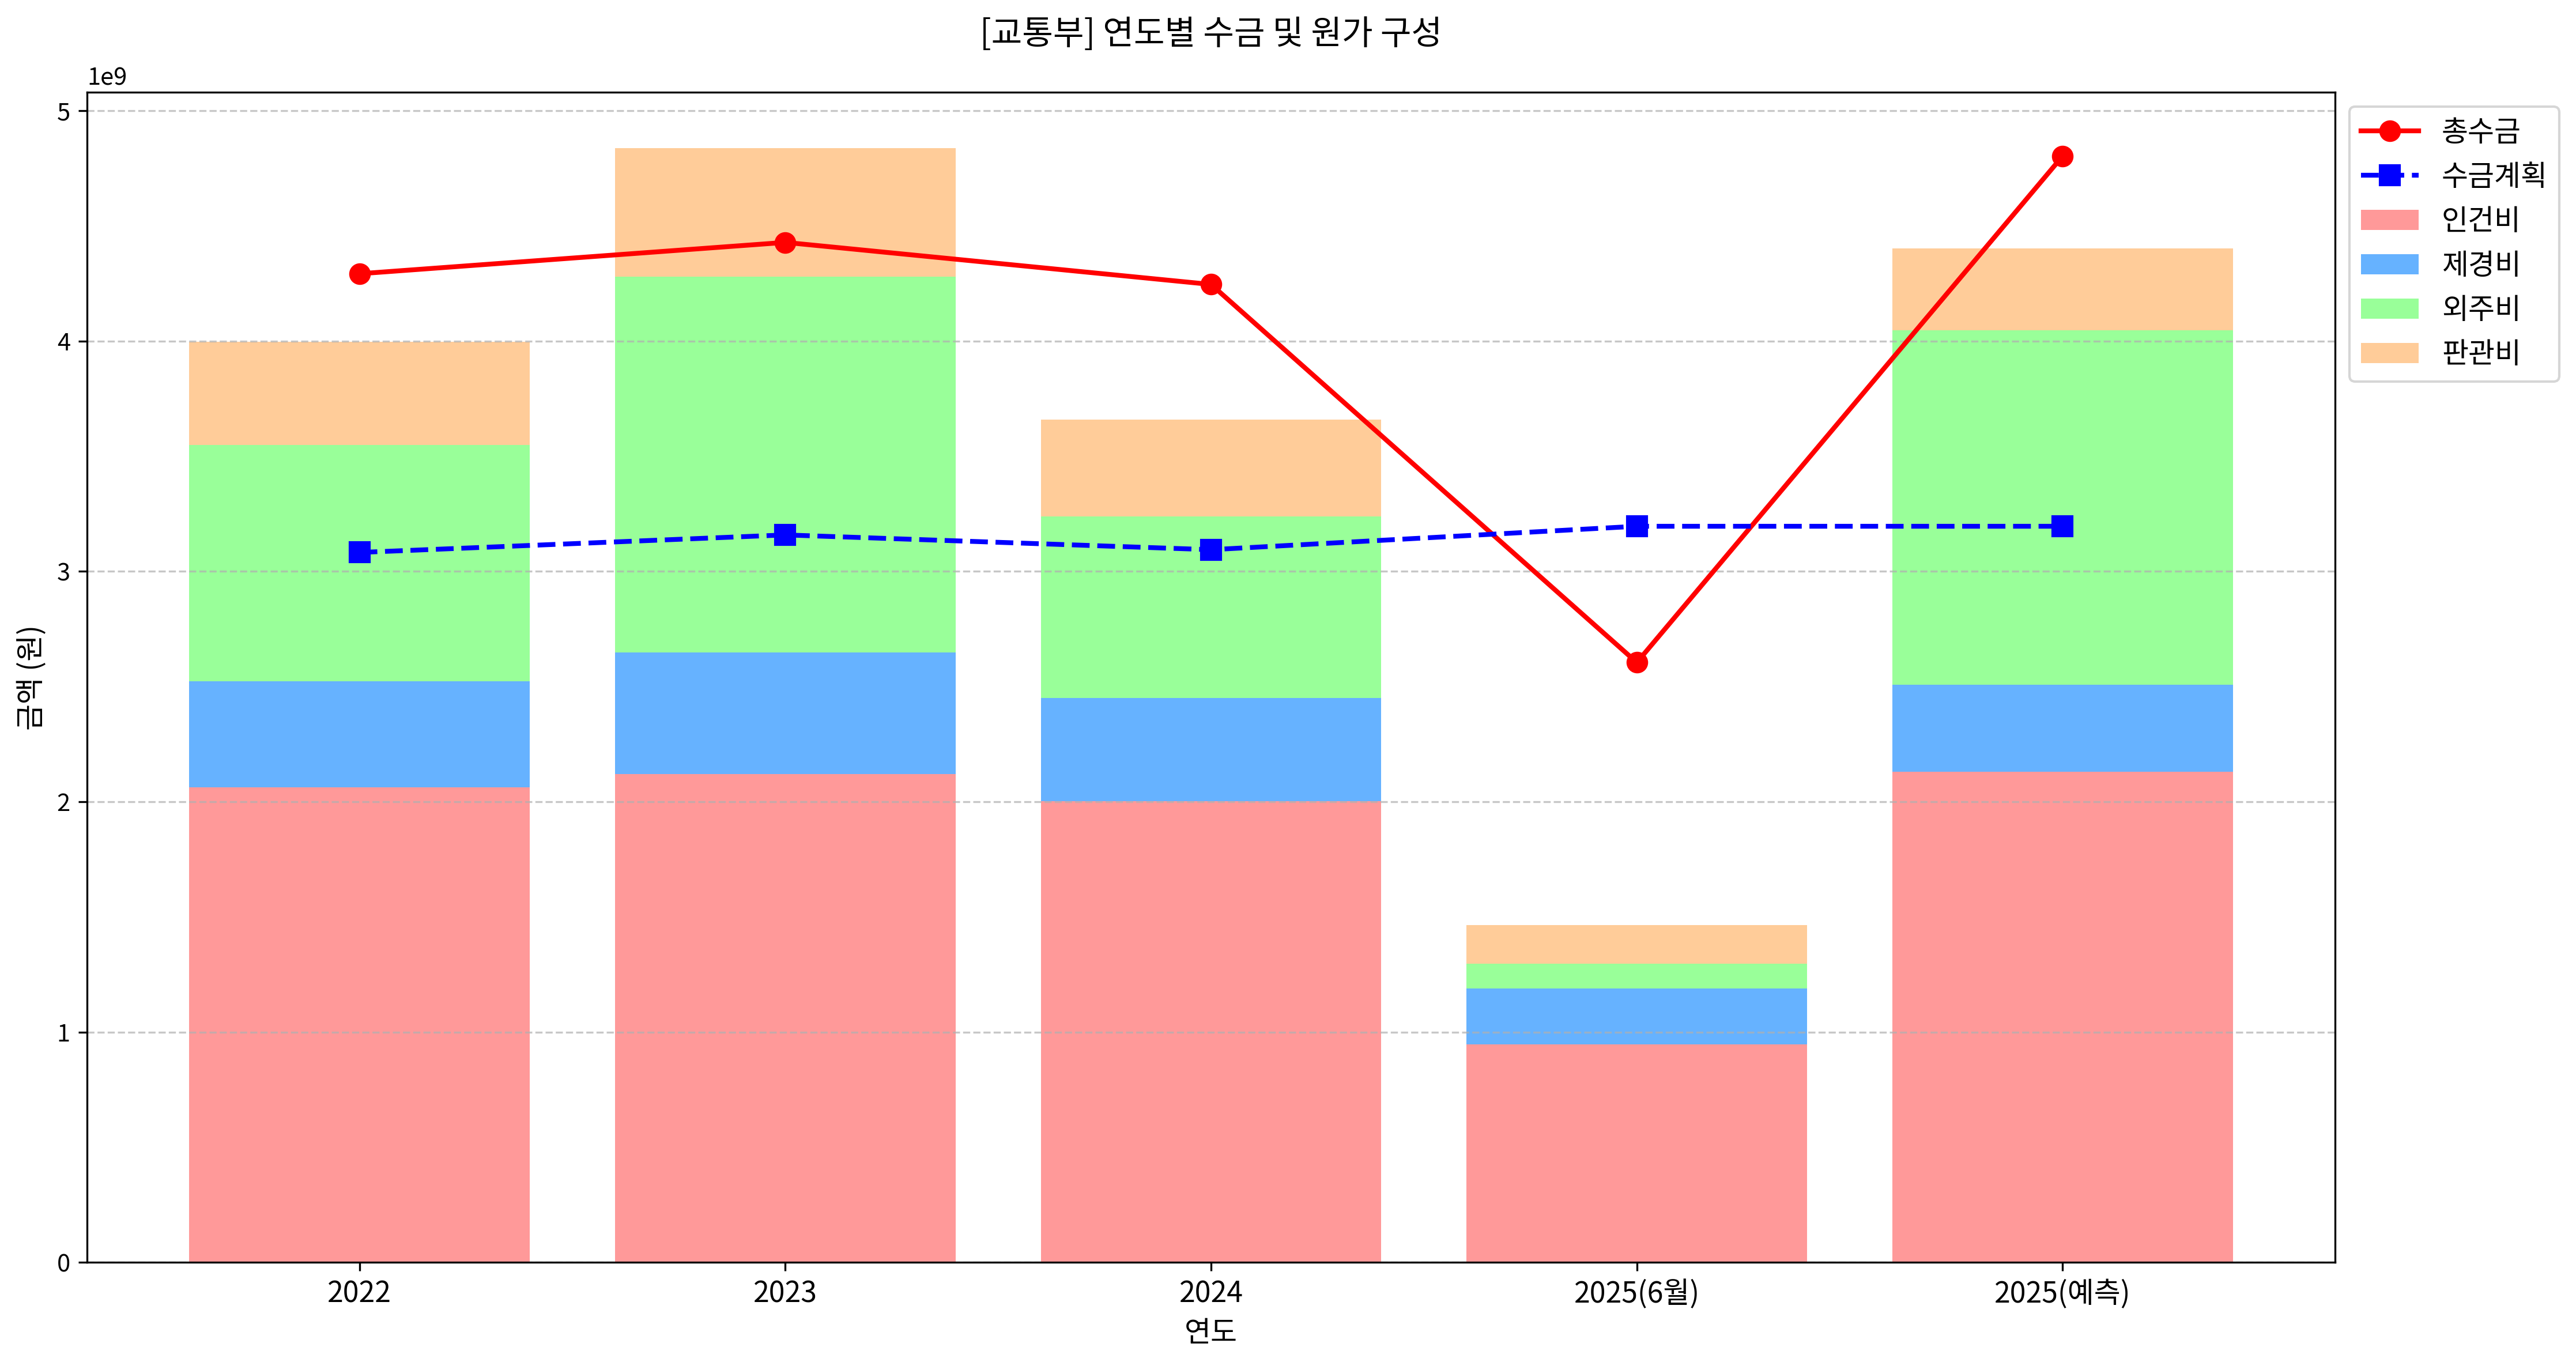 [교통부] 연도별 수금 및 원가 구성
1e9
5
4
3
2
1
0
금액 (원)
2022
2023
2024
2025(6월)
2025(예측)
연도
총수금
수금계획
인건비
제경비
외주비
판관비